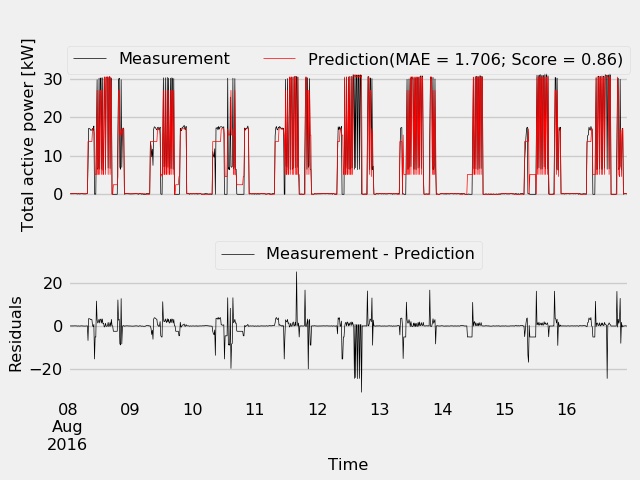 Measurement
Prediction(MAE = 1.706; Score = 0.86)
Total active power [kW]
30
20
10
0
Measurement - Prediction
Residuals
20
0
−20
08 09 10 11 12 13 14 15 16
Aug
2016
Time